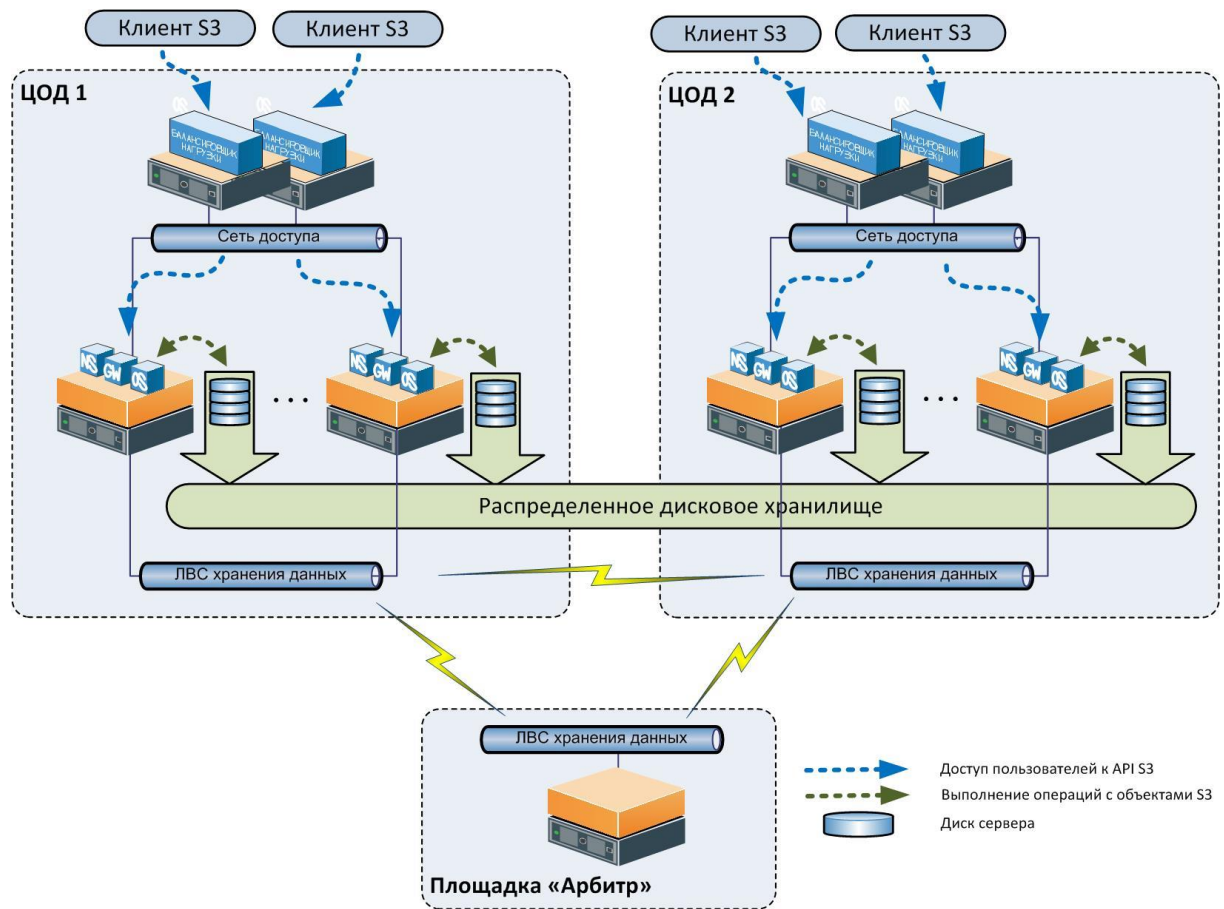 Клиент S3
Клиент S3
Клиент S3
Клиент S3
ЦОД 1
ЦОД 2
OS
БАЛАНСИРОВЩИК
НАГРУЗКИ
БАЛАНСИРОВЩИК
НАГРУЗКИ
OS
БАЛАНСИРОВЩИК
НАГРУЗКИ
БАЛАНСИРОВЩИК
НАГРУЗКИ
Сеть доступа
Сеть доступа
NS
GW
OS
...
NS
GW
OS
NS
GW
OS
...
NS
GW
OS
Распределенное дисковое хранилище
ЛВС хранения данных
ЛВС хранения данных
ЛВС хранения данных
Площадка «Арбитр»
Доступ пользователей к API S3
Выполнение операций с объектами S3
Диск сервера